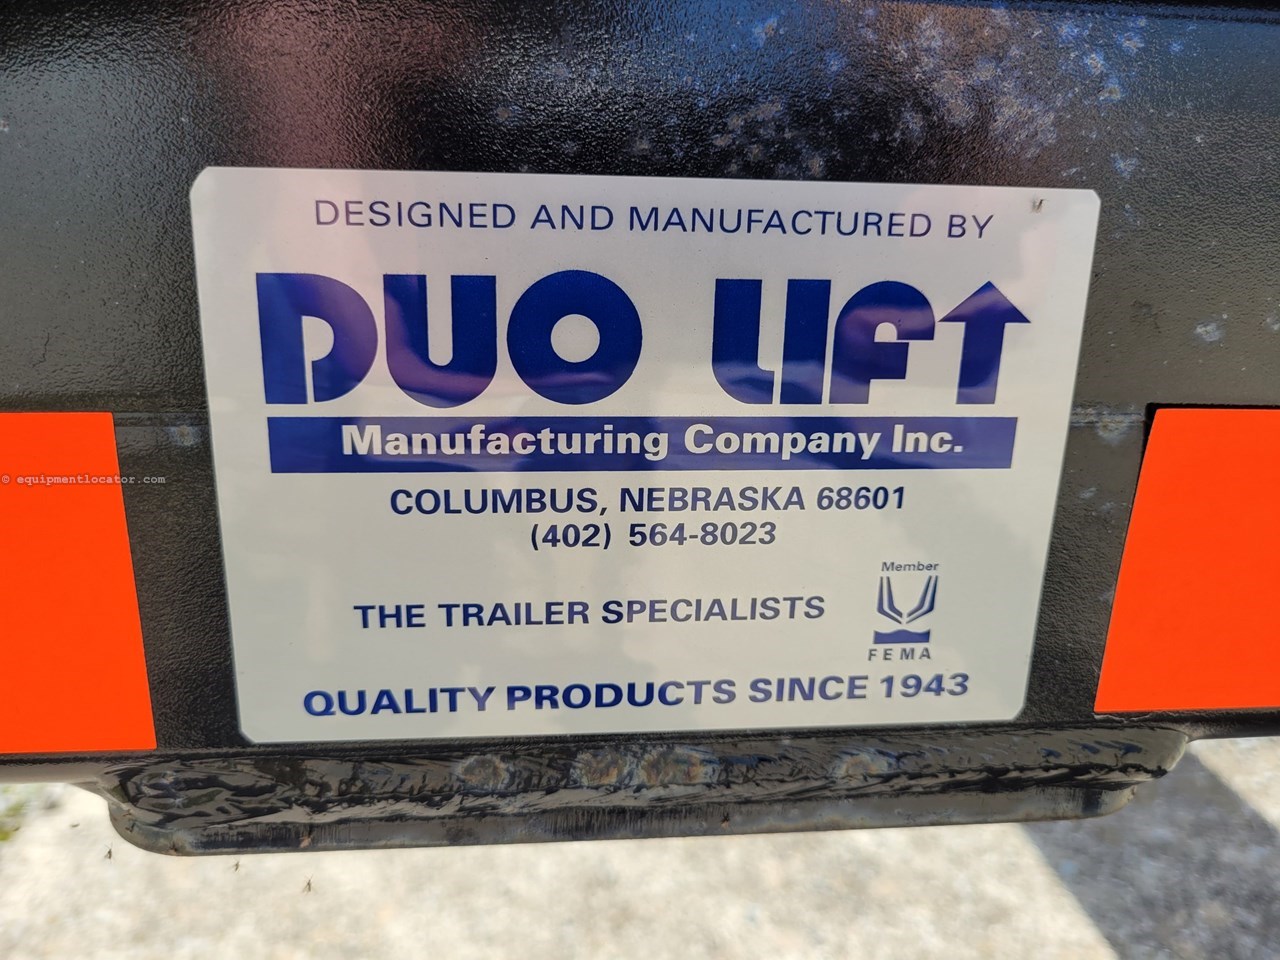 DESIGNED AND MANUFACTURED BY
DUO LIFT
Manufacturing Company Inc.
COLUMBUS, NEBRASKA 68601
(402) 564-8023
Member
THE TRAILER SPECIALISTS
FEMA
QUALITY PRODUCTS SINCE 1943
© equipmentlocator.com